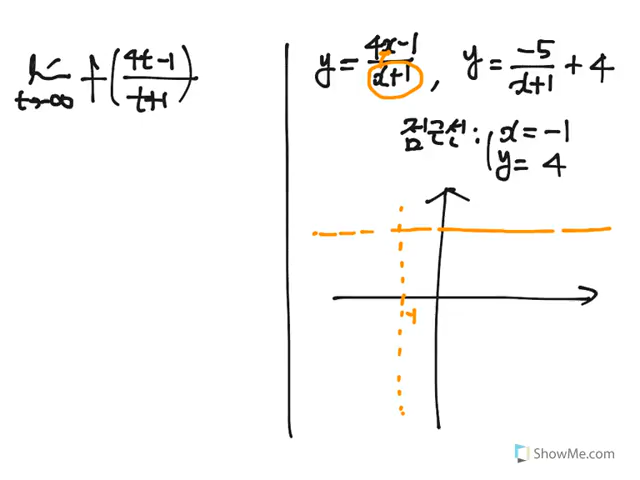 lim t→∞ f(4t-1/t+1)
y = 4x-1/x+1 , y = -5/x+1 + 4
점근선: x = -1
y = 4
-1
ShowMe.com